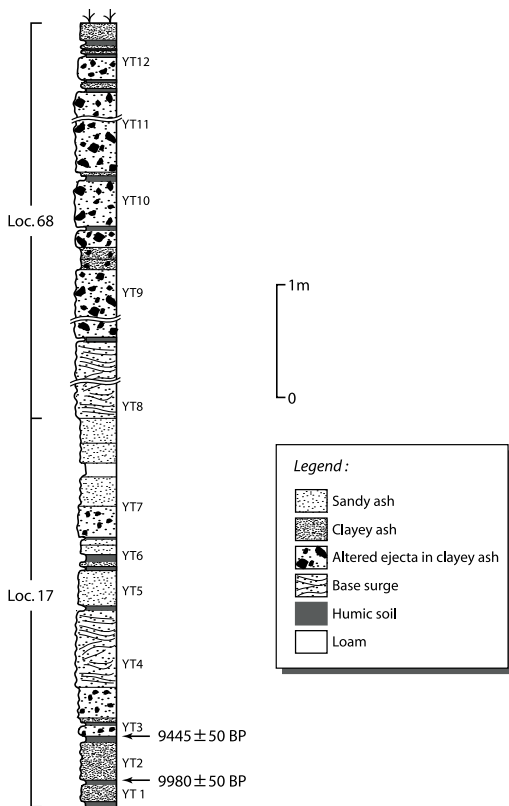 YT12
YT11
Loc. 68
YT10
YT9
1m
0
YT8
Legend :
Sandy ash
Clayey ash
Altered ejecta in clayey ash
Base surge
Humic soil
Loam
YT7
YT6
Loc. 17
YT5
YT4
YT3
9445 ± 50 BP
YT2
9980 ± 50 BP
YT 1